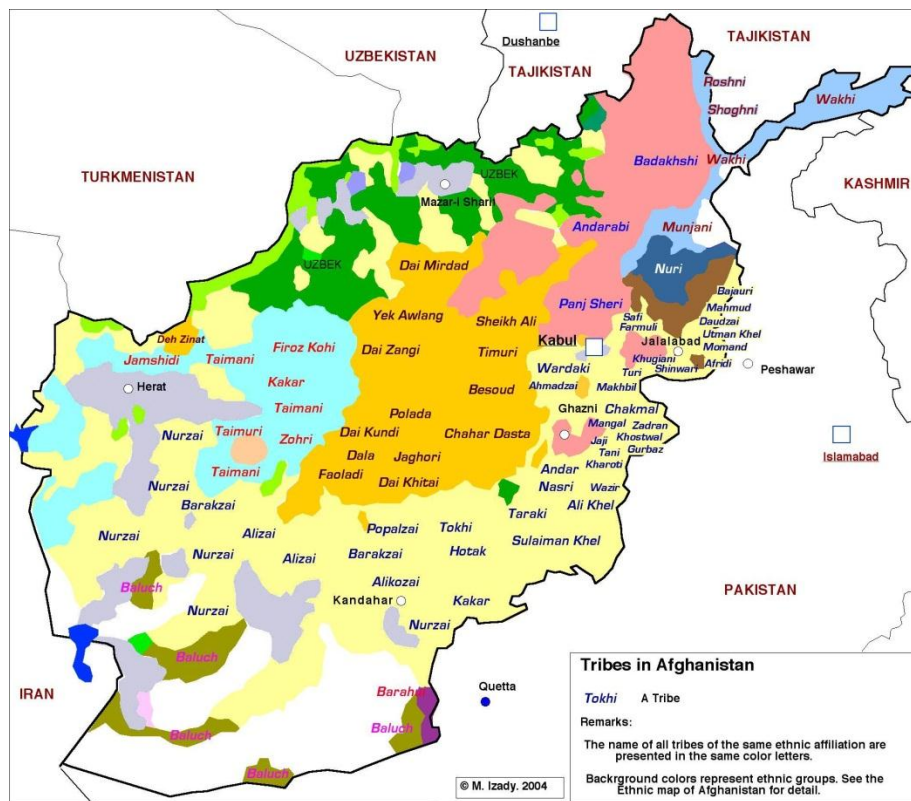 Dushanbe
UZBEKISTAN
TAJIKISTAN
TAJIKISTAN
Roshni
Wakhi
Shoghni
UZBEK
Badakhshi
Wakhi
TURKMENISTAN
KASHMIR
Mazar-i Sharif
Andarabi
Munjani
UZBEK
Dai Mirdad
Nuri
Bajauri
Panj Sheri
Mahmud
Yek Awlang
Sheikh Ali
Safi
Daudzai
Farmuli
Utman Khel
Deh Zinat
Firoz Kohi
Kabul
Jalalabad
Momand
Jamshidi
Taimani
Dai Zangi
Timuri
Wardaki
Khugiani
Afridi
Peshawar
Turi
Shinwari
Herat
Kakar
Besoud
Ahmadzai
Makhbil
Taimani
Polada
Ghazni
Chakmal
Mangal
Zadran
Nurzai
Taimuri
Zohri
Dai Kundi
Chahar Dasta
Jaji
Khostwal
Tani
Gurbaz
Islamabad
Dala
Jaghori
Kharoti
Taimani
Faoladi
Andar
Nurzai
Dai Khitai
Nasri
Wazir
Barakzai
Taraki
Ali Khel
Nurzai
Alizai
Popalzai
Tokhi
Nurzai
Alizai
Barakzai
Hotak
Sulaiman Khel
Baluch
Alikozai
PAKISTAN
Nurzai
Kandahar
Kakar
Nurzai
Baluch
Tribes in Afghanistan
IRAN
Barahui
Quetta
Tokhi A Tribe
Baluch
Baluch
Remarks:
The name of all tribes of the same ethnic affiliation are
presented in the same color letters.
Baluch
Backrground colors represent ethnic groups. See the
© M. Izady. 2004
Ethnic map of Afghanistan for detail.